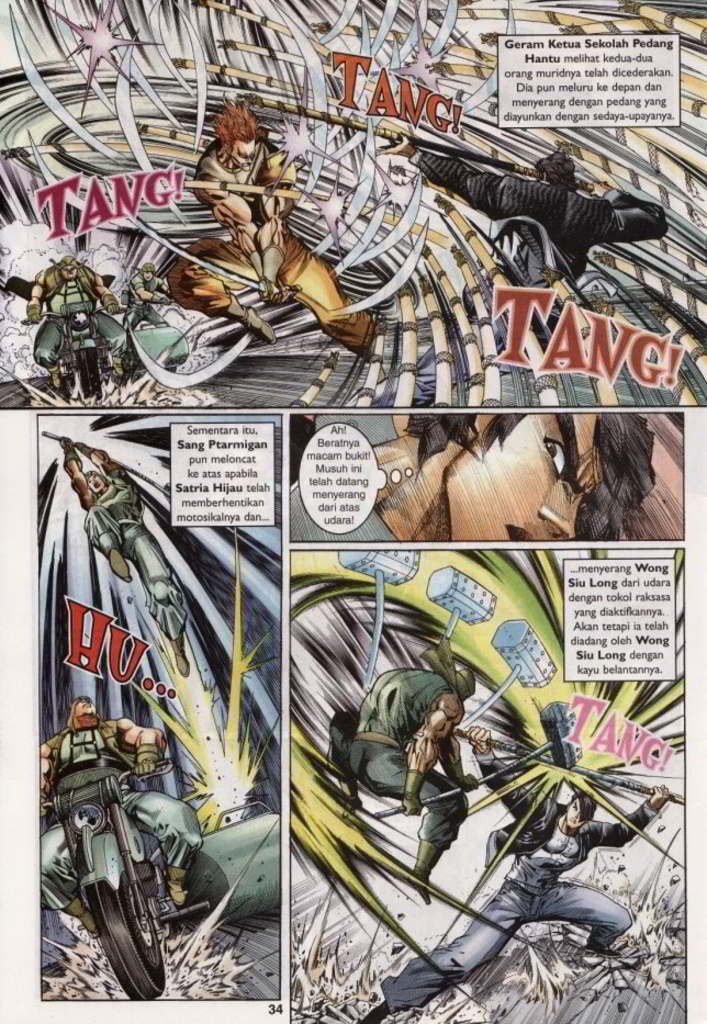 Geram Ketua Sekolah Pedang
Hantu melihat kedua-dua
orang muridnya telah dicederakan.
Dia pun meluru ke depan dan
menyerang dengan pedang yang
diayunkan dengan sedaya-upayanya.
TANG!
TANG!
TANG!
Sementara itu,
Sang Ptarmigan
pun meloncat
ke atas apabila
Satria Hijau telah
memberhentikan
motosikalnya dan...
HU...
Ah!
Beratnya
macam bukit!
Musuh ini
telah datang
menyerang
dari atas
udara!
...menyerang Wong
Siu Long dari udara
dengan tokol raksasa
yang diaktifkannya.
Akan tetapi ia telah
diadang oleh Wong
Siu Long dengan
kayu belantannya.
TANG!
34